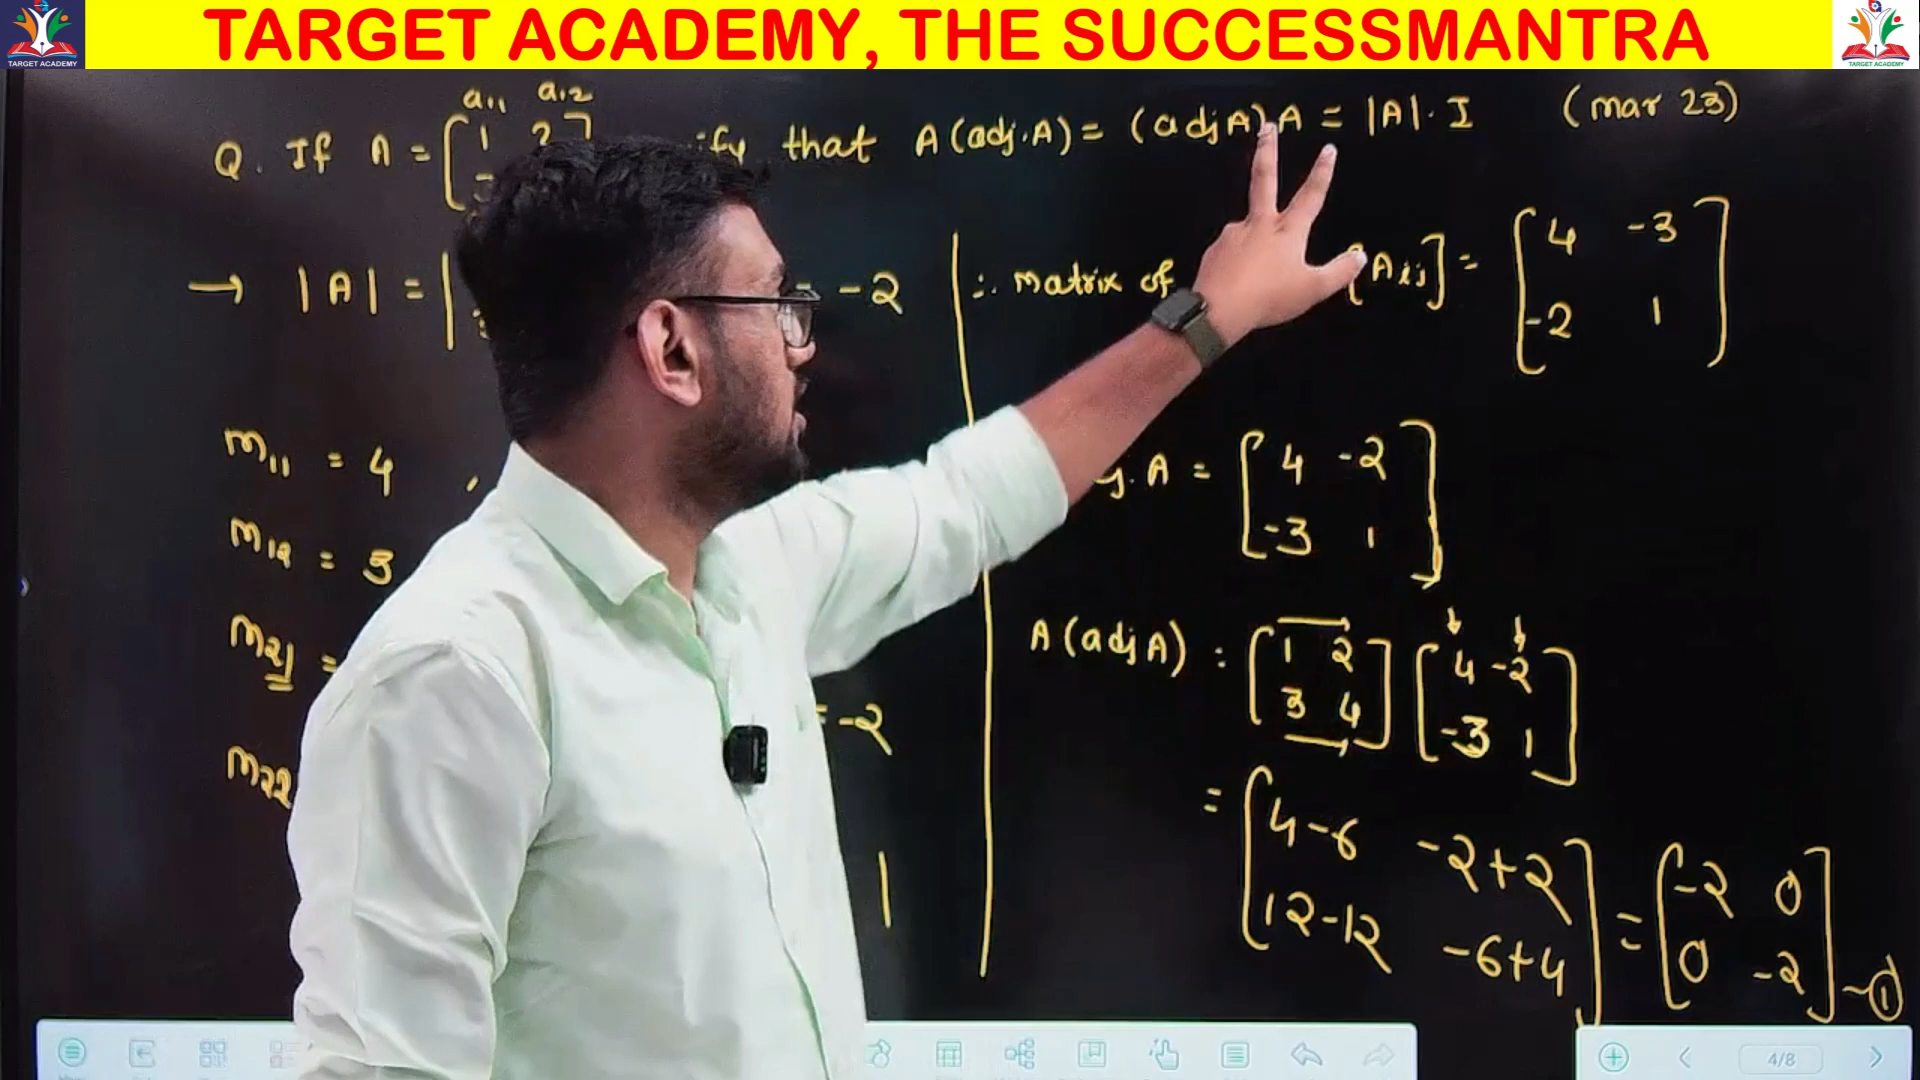 TARGET ACADEMY, THE SUCCESSMANTRA
TARGET ACADEMY
TARGET ACADEMY
a11 a12
Q. If A = [1 2 that A(adj.A) = (adjA)A = |A|. I (mar 23)
→ |A| = | = -2
M11 = 4 ,
M12 = 3
M21 =
= -2
M22
1
∴ Matrix of [Aij] = [4 -3
-2 1]
A = [4 -2
-3 1]
A(adjA) = [1 2 [4 -2
3 4] -3 1]
= [4-6 -2+2
12-12 -6+4] = [-2 0
0 -2] -①
4/8